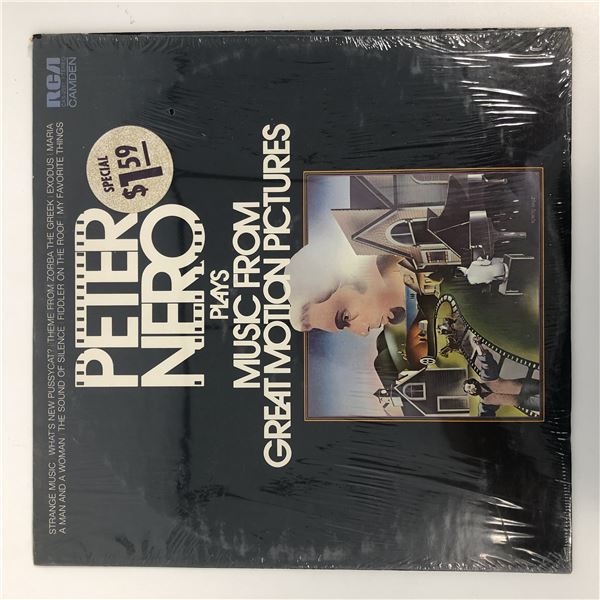 STRANGE MUSIC WHAT'S NEW PUSSYCAT? THEME FROM ZORBA THE GREEK EXODUS MARIA
A MAN AND A WOMAN THE SOUND OF SILENCE FIDDLER ON THE ROOF MY FAVORITE THINGS
RCA
CAMDEN
SPECIAL
$1.59
PETER
NERO
PLAYS
MUSIC FROM
GREAT MOTION PICTURES